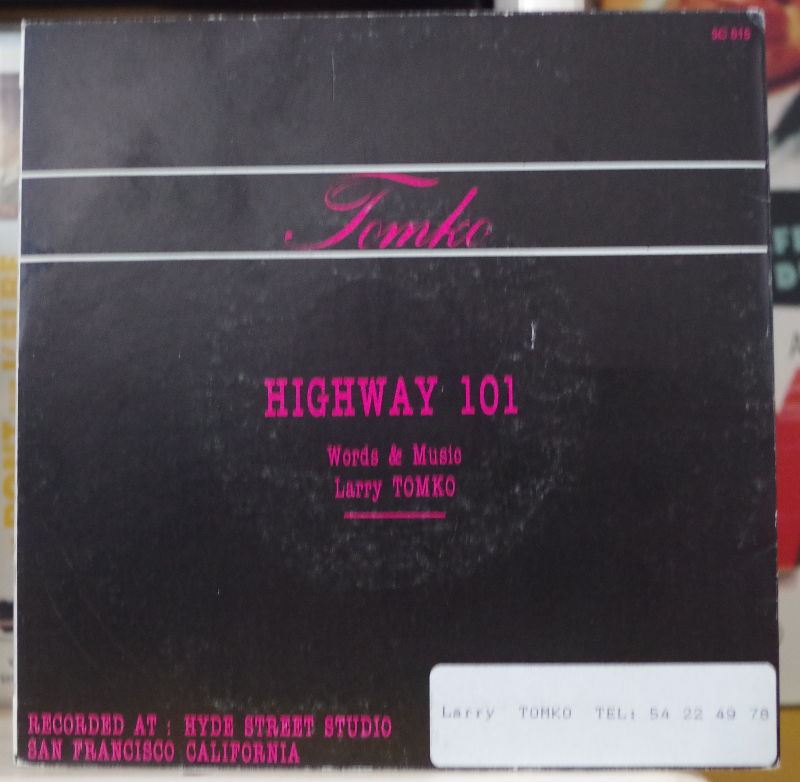 SG 515
Tomko
HIGHWAY 101
Words & Music
Larry TOMKO
RECORDED AT : HYDE STREET STUDIO
SAN FRANCISCO CALIFORNIA
Larry TOMKO TEL: 54 22 49 78